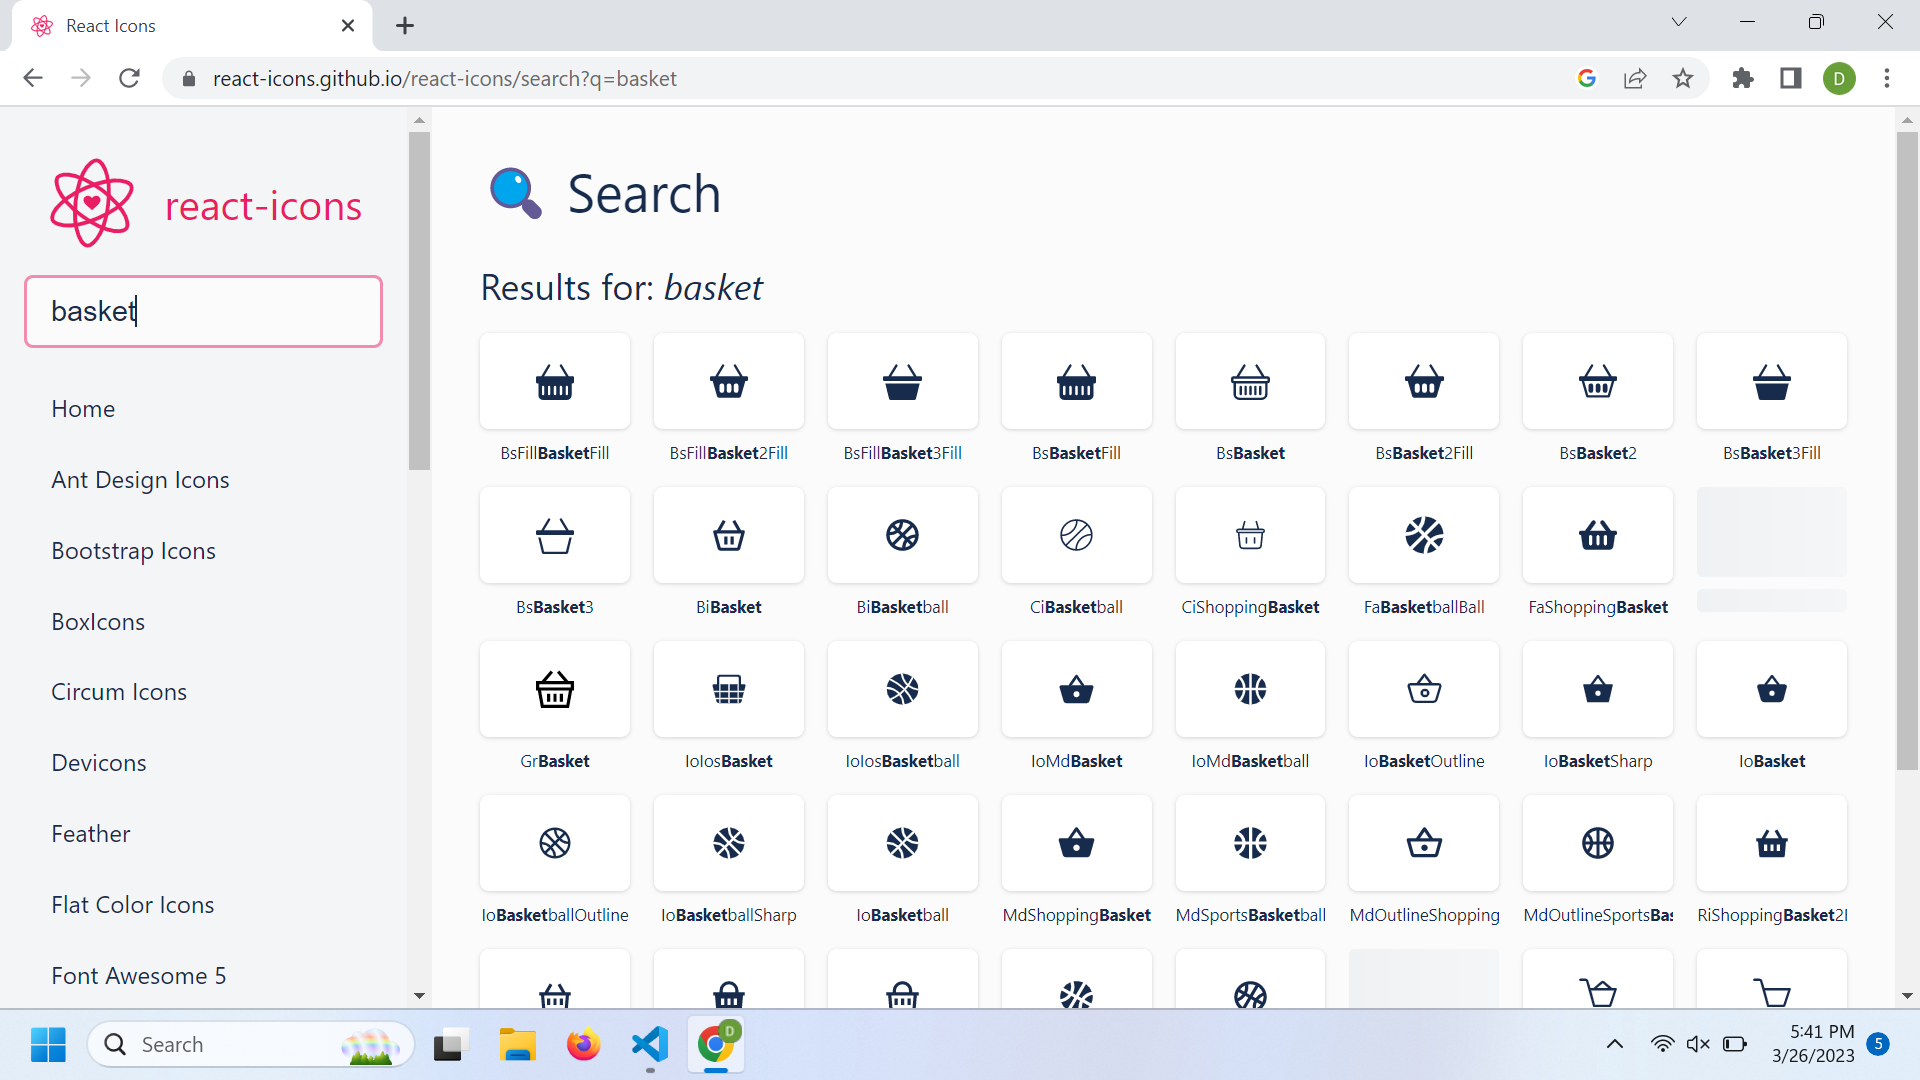 React Icons
react-icons.github.io/react-icons/search?q=basket
D
react-icons
basket
Home
Ant Design Icons
Bootstrap Icons
BoxIcons
Circum Icons
Devicons
Feather
Flat Color Icons
Font Awesome 5
Search
Results for: basket
BsFillBasketFill BsFillBasket2Fill BsFillBasket3Fill BsBasketFill BsBasket BsBasket2Fill BsBasket2 BsBasket3Fill
BsBasket3 BiBasket BiBasketball CiBasketball CiShoppingBasket FaBasketballBall FaShoppingBasket
GrBasket IoIosBasket IoIosBasketball IoMdBasket IoMdBasketball IoBasketOutline IoBasketSharp IoBasket
IoBasketballOutline IoBasketballSharp IoBasketball MdShoppingBasket MdSportsBasketball MdOutlineShopping MdOutlineSportsBas RiShoppingBasket2
Search
D
5:41 PM
3/26/2023
5